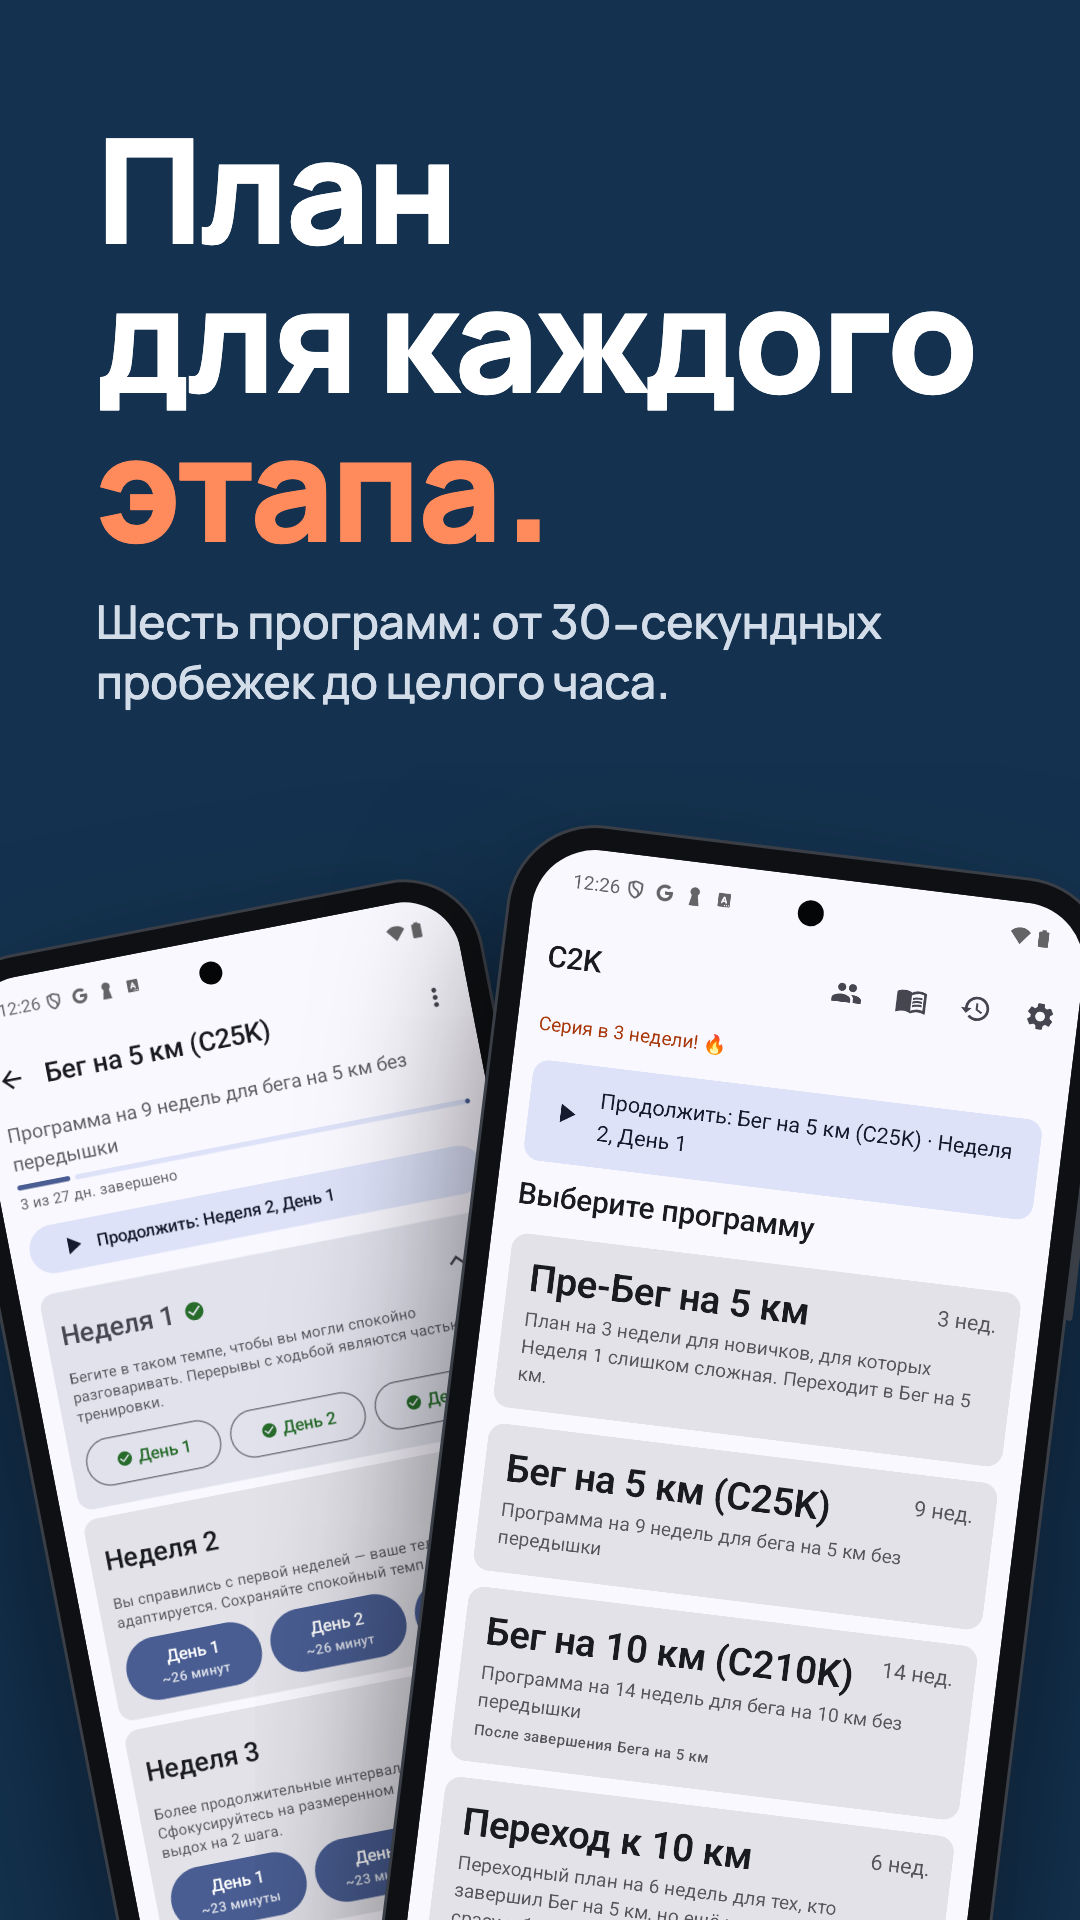 План
для каждого
этапа.
Шесть программ: от 30-секундных
пробежек до целого часа.
12:26
Бег на 5 км (C25K)
Программа на 9 недель для бега на 5 км без
передышки
3 из 27 дн. завершено
Продолжить: Неделя 2, День 1
Неделя 1
Бегите в таком темпе, чтобы вы могли спокойно
разговаривать. Перерывы с ходьбой являются частью
тренировки.
День 1
День 2
Неделя 2
Вы справились с первой неделей — ваше
адаптируется. Сохраняйте спокойный темп
День 1
~26 минут
День 2
~26 минут
Неделя 3
Более продолжительные
Сфокусируйтесь на размеренном
выдох на 2 шага.
День 1
~23 минуты
~23
12:26
C2K
Серия в 3 недели! 🔥
Продолжить: Бег на 5 км (C25K) · Неделя
2, День 1
Выберите программу
Пре-Бег на 5 км
3 нед.
План на 3 недели для новичков, для которых
Неделя 1 слишком сложная. Переходит в Бег на 5
км.
Бег на 5 км (C25K)
9 нед.
Программа на 9 недель для бега на 5 км без
передышки
Бег на 10 км (C210K)
14 нед.
Программа на 14 недель для бега на 10 км без
передышки
После завершения Бега на 5 км
Переход к 10 км
6 нед.
Переходный план на 6 недель для тех, кто
завершил Бег на 5 км, но ещё